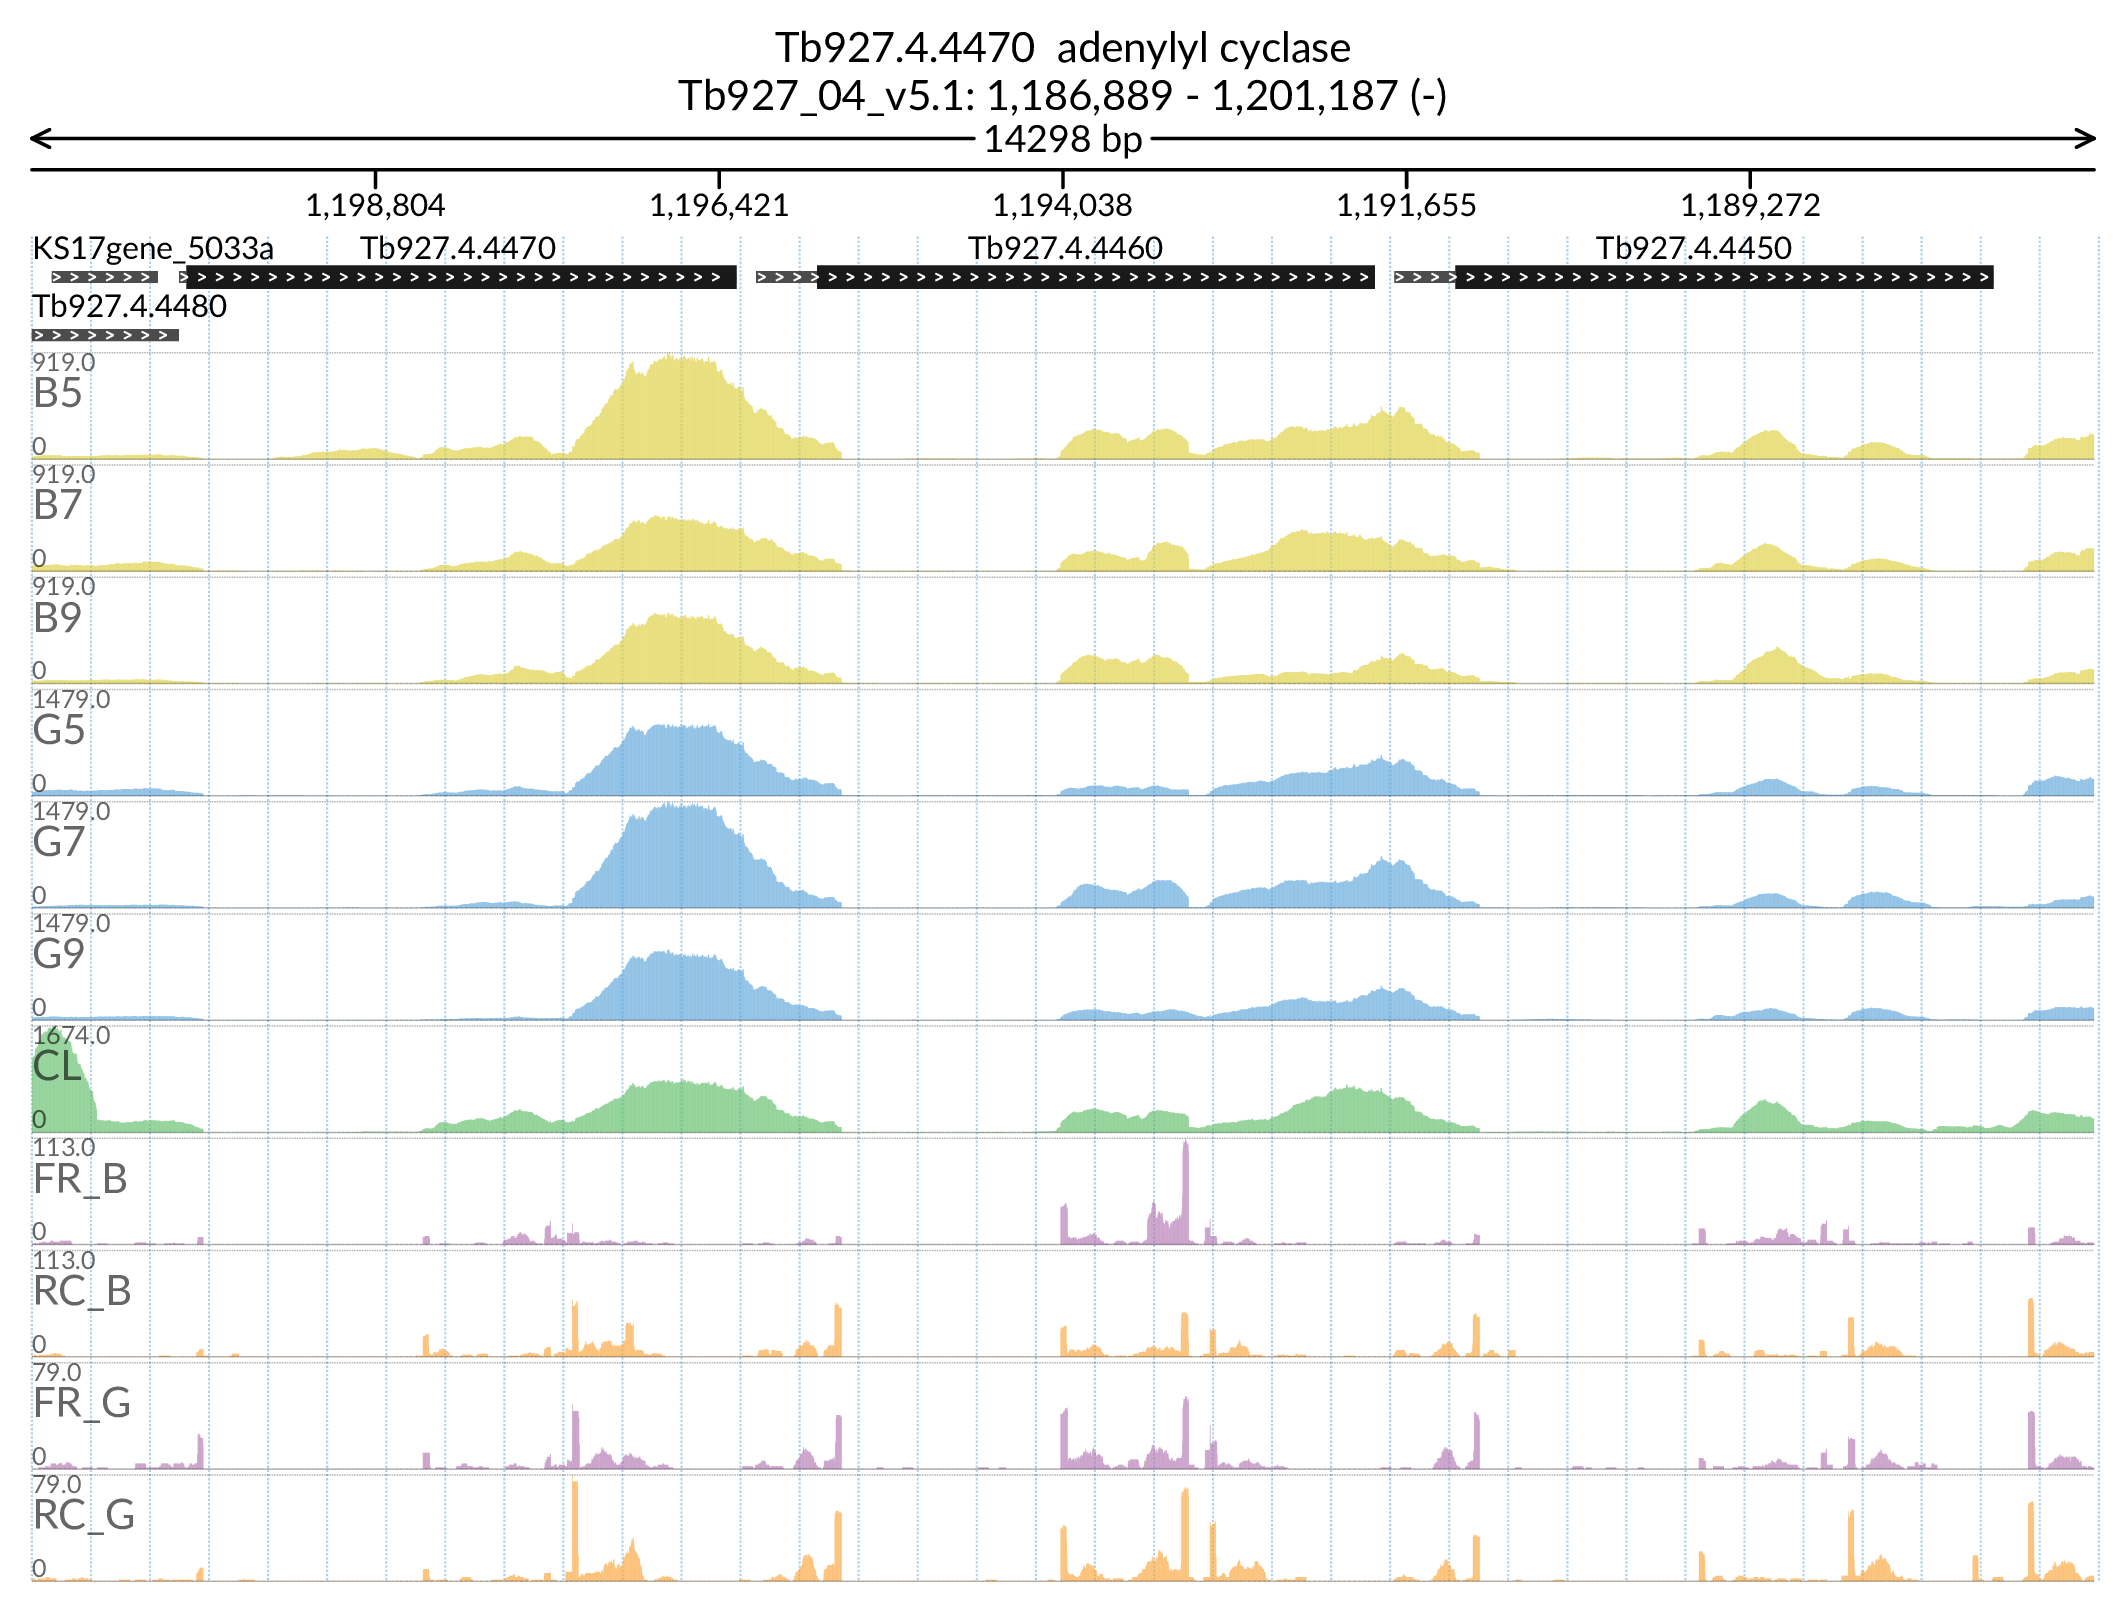 Tb927.4.4470  adenylyl cyclase
Tb927_04_v5.1: 1,186,889 - 1,201,187 (-)
14298 bp
1,198,804 1,196,421 1,194,038 1,191,655 1,189,272
KS17gene_5033a Tb927.4.4470 Tb927.4.4460 Tb927.4.4450
Tb927.4.4480
919.0
B5
0
919.0
B7
0
919.0
B9
0
1479.0
G5
0
1479.0
G7
0
1479.0
G9
0
1674.0
CL
0
113.0
FR_B
0
113.0
RC_B
0
79.0
FR_G
0
79.0
RC_G
0